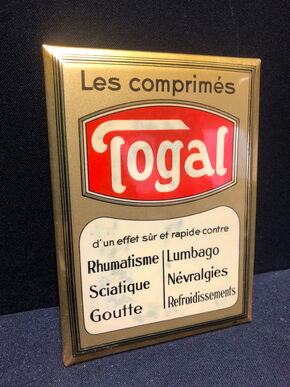 Les comprimés
Togal
d'un effet sûr et rapide contre
Rhumatisme
Sciatique
Goutte
Lumbago
Névralgies
Refroidissements